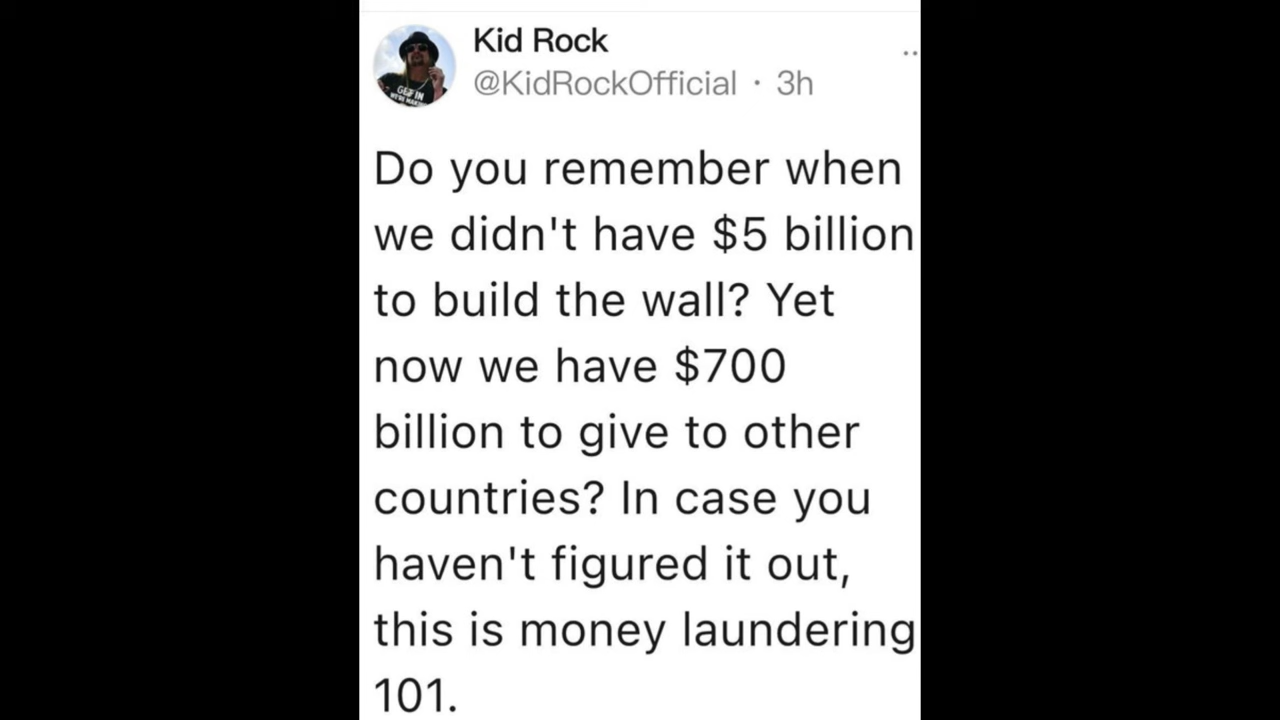 Kid Rock
@KidRockOfficial · 3h
Do you remember when
we didn't have $5 billion
to build the wall? Yet
now we have $700
billion to give to other
countries? In case you
haven't figured it out,
this is money laundering
101.
GET IN